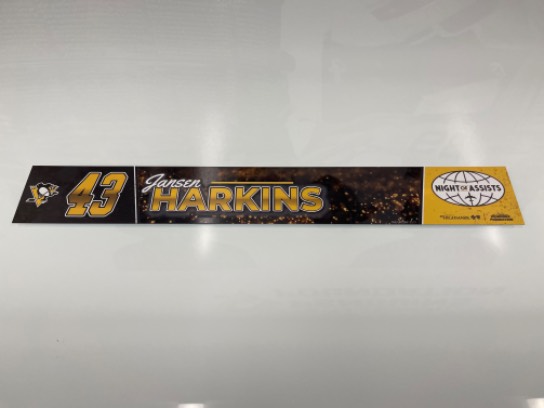 43
Jansen
HARKINS
NIGHT OF ASSISTS